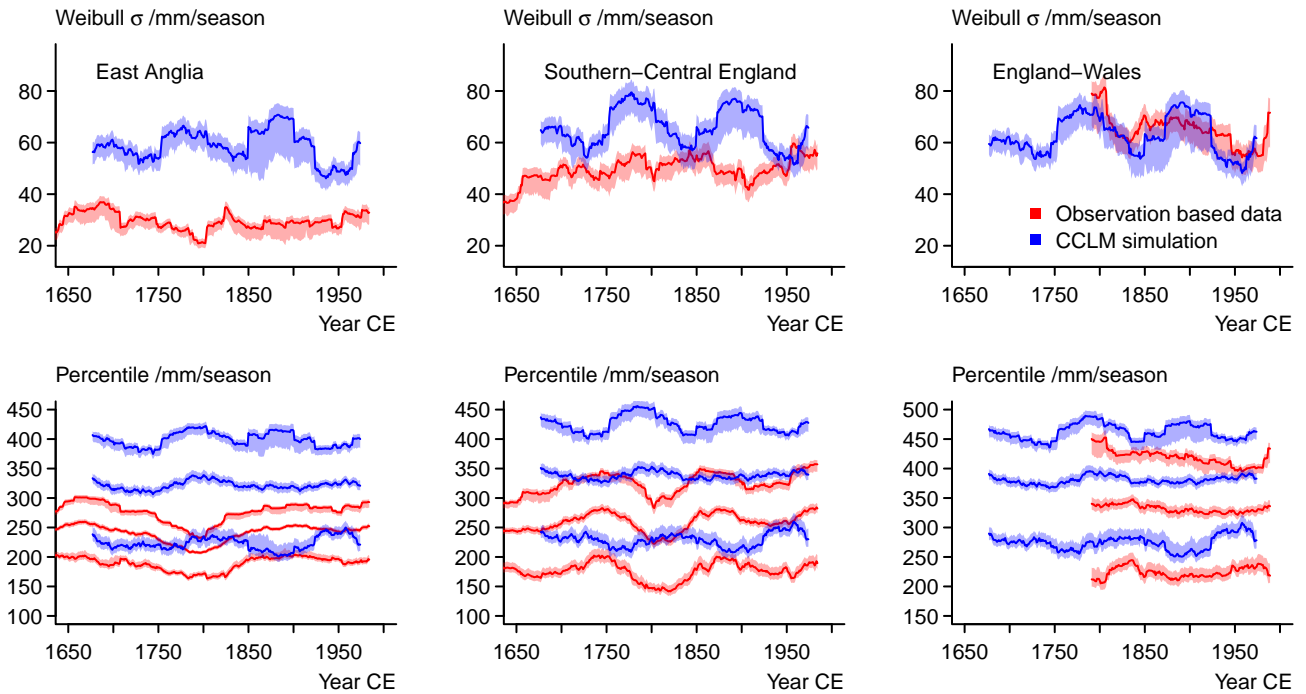 Weibull σ /mm/season
Weibull σ /mm/season
Weibull σ /mm/season
East Anglia
Southern−Central England
England−Wales
80
60
40
20
80
60
40
20
80
60
40
20
Observation based data
CCLM simulation
1650 1750 1850 1950
1650 1750 1850 1950
1650 1750 1850 1950
Year CE
Year CE
Year CE
Percentile /mm/season
Percentile /mm/season
Percentile /mm/season
450
400
350
300
250
200
150
100
450
400
350
300
250
200
150
100
500
450
400
350
300
250
200
150
1650 1750 1850 1950
1650 1750 1850 1950
1650 1750 1850 1950
Year CE
Year CE
Year CE